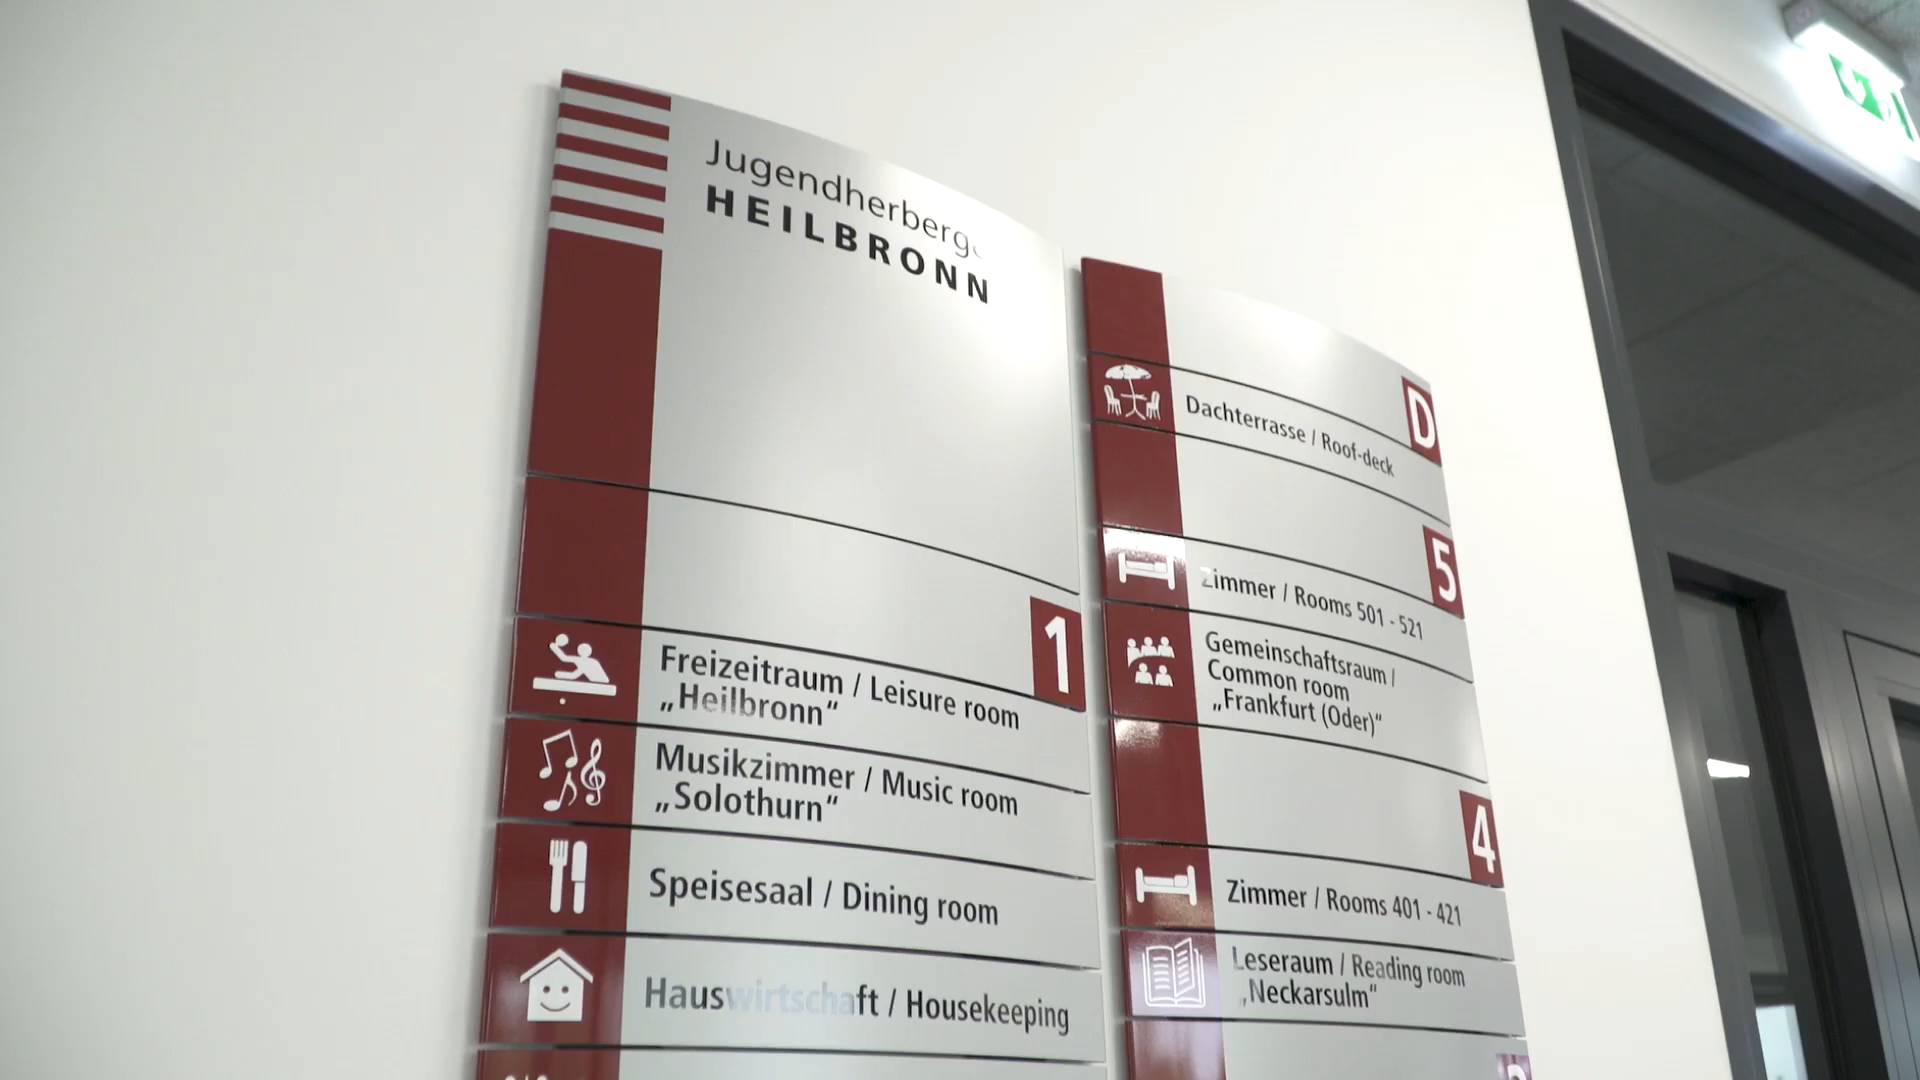 Jugendherberge
HEILBRONN
1
Freizeitraum / Leisure room
„Heilbronn“
Musikzimmer / Music room
„Solothurn“
Speisesaal / Dining room
Hauswirtschaft / Housekeeping
D
Dachterrasse / Roof-deck
5
Zimmer / Rooms 501 - 521
Gemeinschaftsraum /
Common room
„Frankfurt (Oder)“
4
Zimmer / Rooms 401 - 421
Leseraum / Reading room
„Neckarsulm“